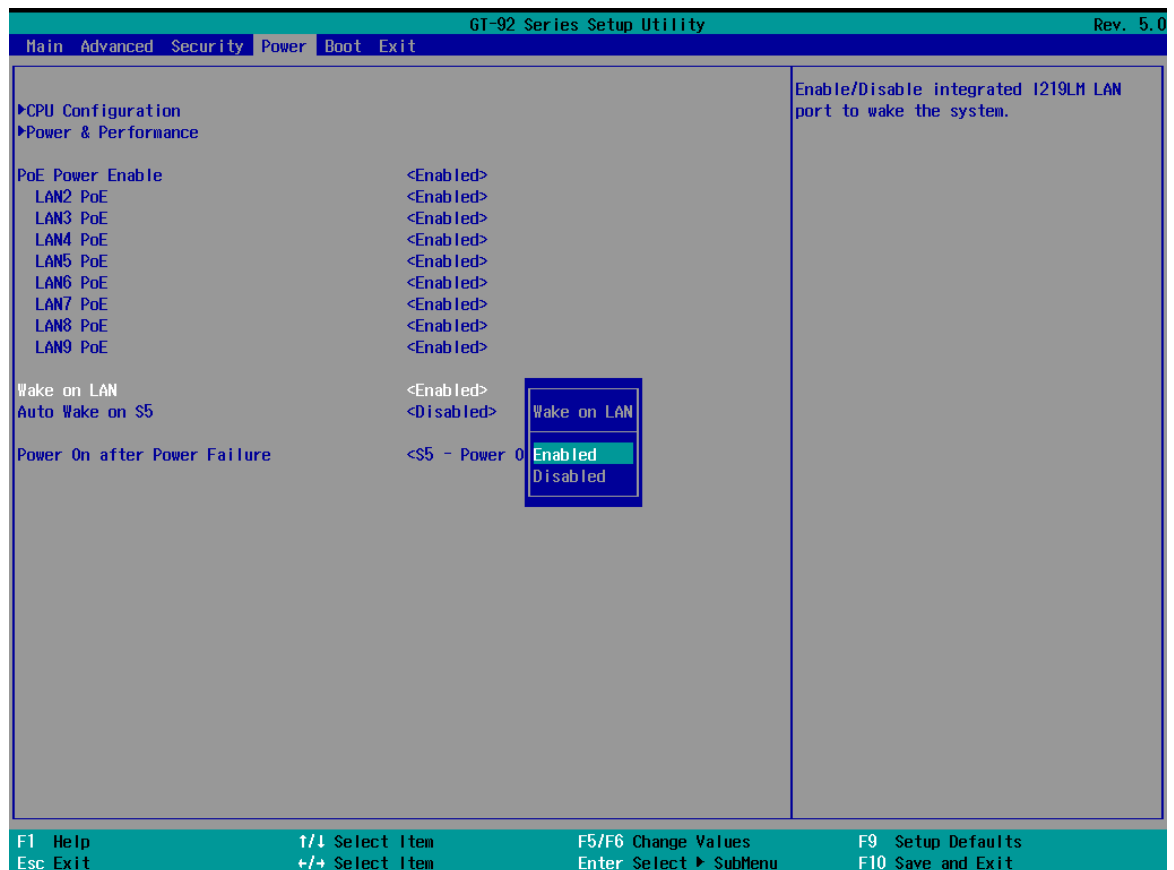 GT-92 Series Setup Utility Rev. 5.0
Main Advanced Security Power Boot Exit
Enable/Disable integrated I219LM LAN
port to wake the system.
▶CPU Configuration
▶Power & Performance
PoE Power Enable <Enabled>
LAN2 PoE <Enabled>
LAN3 PoE <Enabled>
LAN4 PoE <Enabled>
LAN5 PoE <Enabled>
LAN6 PoE <Enabled>
LAN7 PoE <Enabled>
LAN8 PoE <Enabled>
LAN9 PoE <Enabled>
Wake on LAN <Enabled>
Auto Wake on S5 <Disabled>
Power On after Power Failure <S5 - Power O
Wake on LAN
Enabled
Disabled
F1 Help ↑/↓ Select Item F5/F6 Change Values F9 Setup Defaults
Esc Exit ←/→ Select Item Enter Select ▶ SubMenu F10 Save and Exit